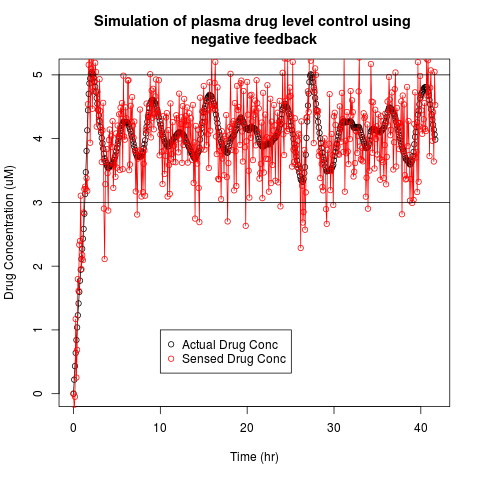 Simulation of plasma drug level control using
negative feedback
Drug Concentration (uM)
5
4
3
2
1
0
Actual Drug Conc
Sensed Drug Conc
0 10 20 30 40
Time (hr)